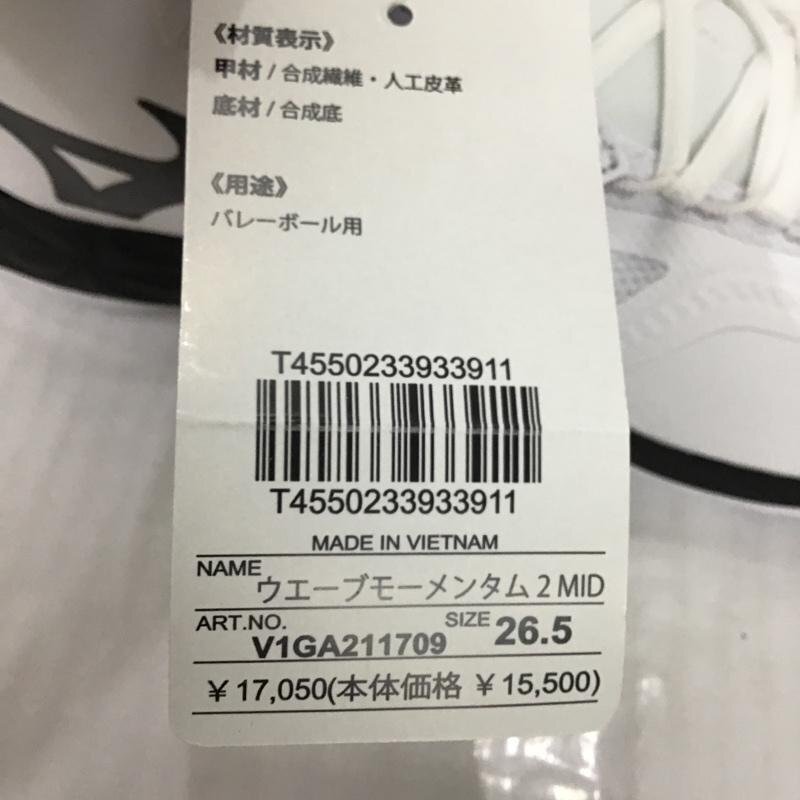 《材質表示》
甲材 / 合成繊維・人工皮革
底材 / 合成底
《用途》
バレーボール用
T4550233933911
T4550233933911
MADE IN VIETNAM
NAME ウエーブモーメンタム 2 MID
ART.NO. V1GA211709 SIZE 26.5
¥ 17,050(本体価格 ¥ 15,500)